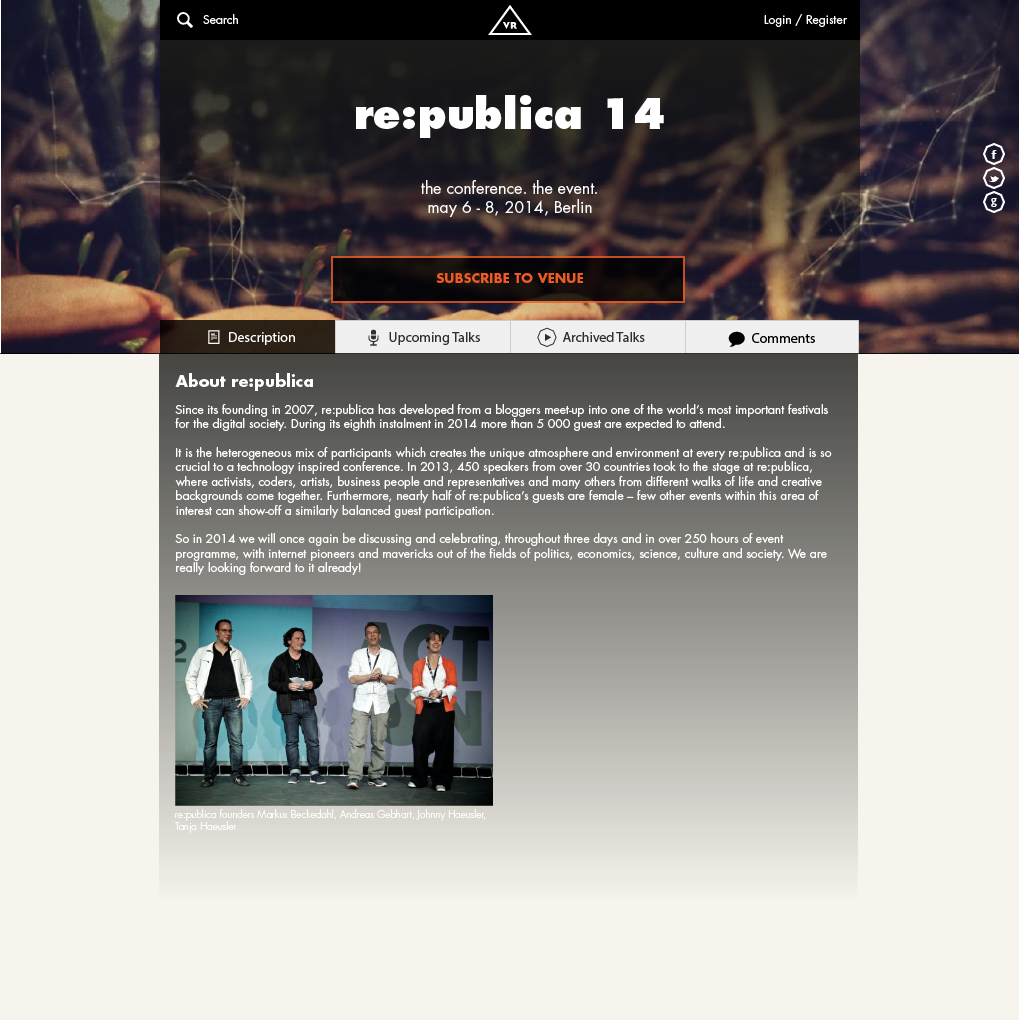 Search
VR
Login / Register
re:publica 14
the conference. the event.
may 6 - 8, 2014, Berlin
f
g
SUBSCRIBE TO VENUE
Description
Upcoming Talks
Archived Talks
Comments
About re:publica
Since its founding in 2007, re:publica has developed from a bloggers meet-up into one of the world's most important festivals
for the digital society. During its eighth instalment in 2014 more than 5 000 guest are expected to attend.
It is the heterogeneous mix of participants which creates the unique atmosphere and environment at every re:publica and is so
crucial to a technology inspired conference. In 2013, 450 speakers from over 30 countries took to the stage at re:publica,
where activists, coders, artists, business people and representatives and many others from different walks of life and creative
backgrounds come together. Furthermore, nearly half of re:publica's guests are female – few other events within this area of
interest can show-off a similarly balanced guest participation.
So in 2014 we will once again be discussing and celebrating, throughout three days and in over 250 hours of event
programme, with internet pioneers and mavericks out of the fields of politics, economics, science, culture and society. We are
really looking forward to it already!
2
ACT
ON
re:publica founders Markus Beckedahl, Andreas Gebhart, Johnny Haeusler,
Tanja Haeusler